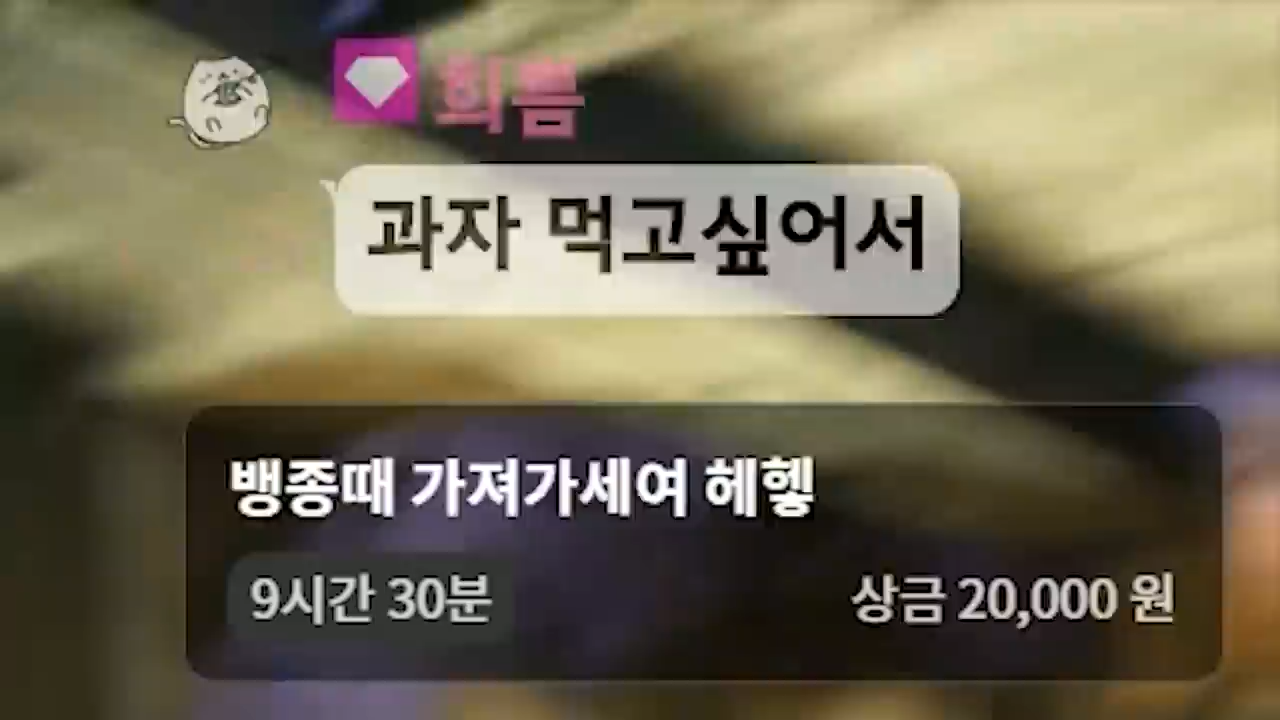 희쁨
과자 먹고싶어서
뱅종때 가져가세여 헤헿
9시간 30분
상금 20,000 원